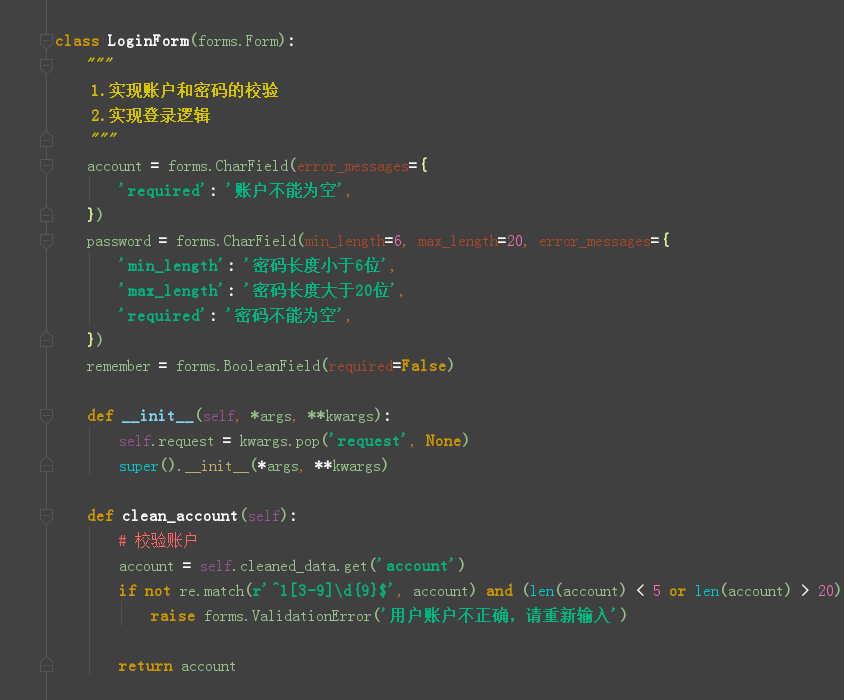 class LoginForm(forms.Form):
    """
    1.实现账户和密码的校验
    2.实现登录逻辑
    """
    account = forms.CharField(error_messages={
        'required': '账户不能为空',
    })
    password = forms.CharField(min_length=6, max_length=20, error_messages={
        'min_length': '密码长度小于6位',
        'max_length': '密码长度大于20位',
        'required': '密码不能为空',
    })
    remember = forms.BooleanField(required=False)
    def __init__(self, *args, **kwargs):
        self.request = kwargs.pop('request', None)
        super().__init__(*args, **kwargs)
    def clean_account(self):
        # 校验账户
        account = self.cleaned_data.get('account')
        if not re.match(r'^1[3-9]\d{9}$', account) and (len(account) < 5 or len(account) > 20)
            raise forms.ValidationError('用户账户不正确，请重新输入')
        return account